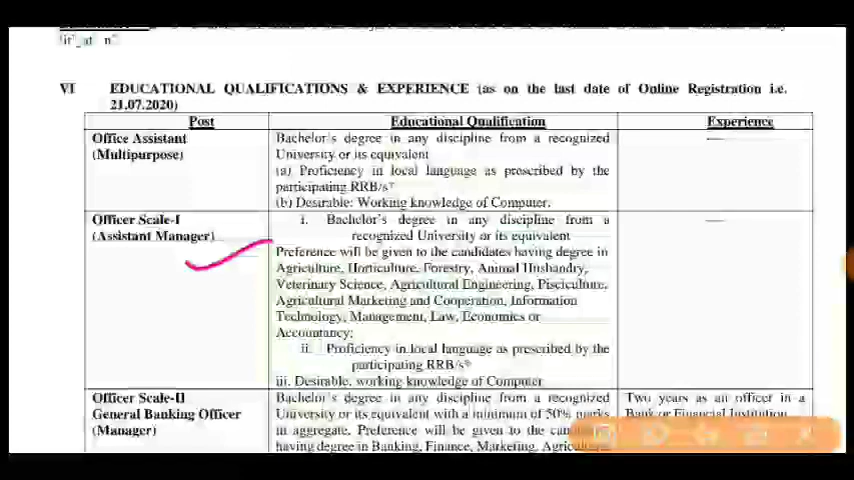 VI EDUCATIONAL QUALIFICATIONS & EXPERIENCE (as on the last date of Online Registration i.e.
21.07.2020)
Post Educational Qualification Experience
Office Assistant
(Multipurpose)
Bachelor's degree in any discipline from a recognized
University or its equivalent
(a) Proficiency in local language as prescribed by the
participating RRB/s*
(b) Desirable: Working knowledge of Computer.
Officer Scale-I
(Assistant Manager)
i. Bachelor's degree in any discipline from a
recognized University or its equivalent
Preference will be given to the candidates having degree in
Agriculture, Horticulture, Forestry, Animal Husbandry,
Veterinary Science, Agricultural Engineering, Pisciculture,
Agricultural Marketing and Cooperation, Information
Technology, Management, Law, Economics or
Accountancy;
ii. Proficiency in local language as prescribed by the
participating RRB/s*
iii. Desirable, working knowledge of Computer
Officer Scale-II
General Banking Officer
(Manager)
Bachelor's degree in any discipline from a recognized
University or its equivalent with a minimum of 50% marks
in aggregate. Preference will be given to the
having degree in Banking, Finance, Marketing,
Two years as an officer in a
Bank or Financial Institution